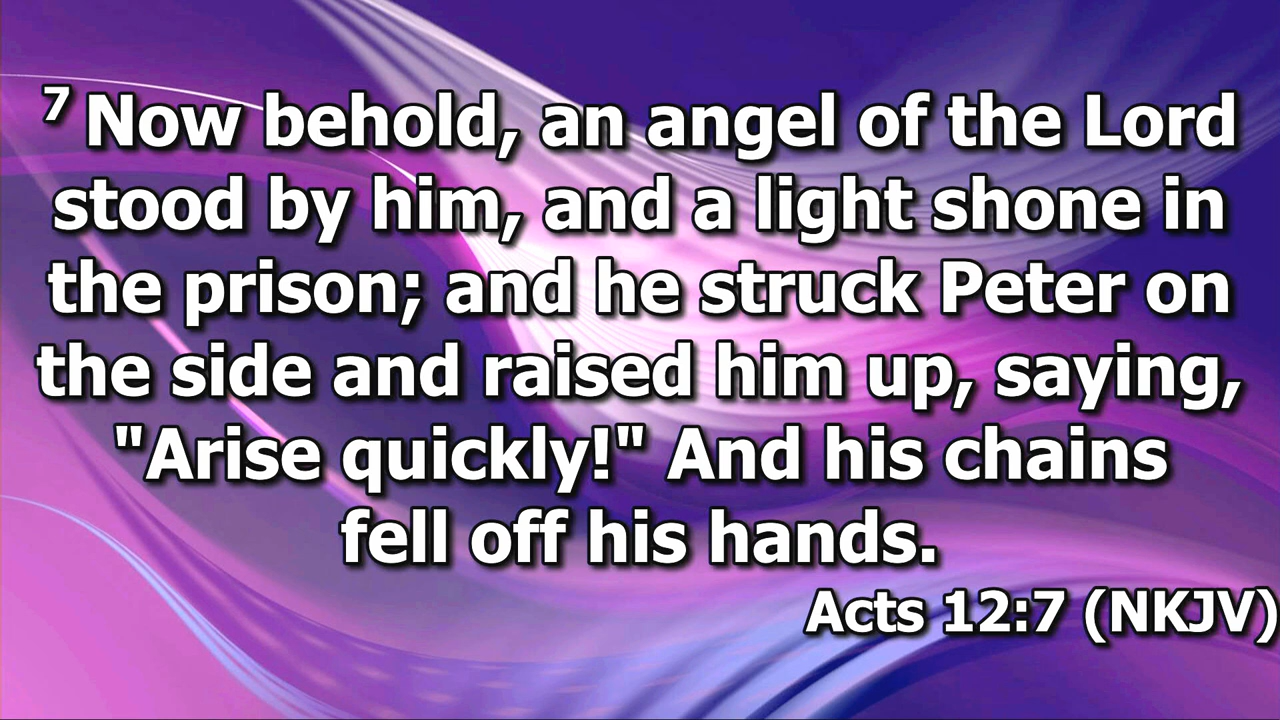 7 Now behold, an angel of the Lord
stood by him, and a light shone in
the prison; and he struck Peter on
the side and raised him up, saying,
"Arise quickly!" And his chains
fell off his hands.
Acts 12:7 (NKJV)